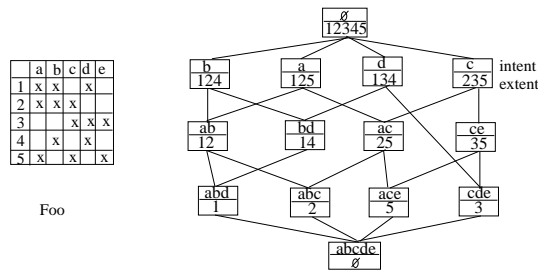 a b c d e
1 x x x
2 x x x
3 x x x
4 x x
5 x x x
Foo
ø
12345
b a d c
124 125 134 235
intent
extent
ab bd ac ce
12 14 25 35
abd abc ace cde
1 2 5 3
abcde
ø